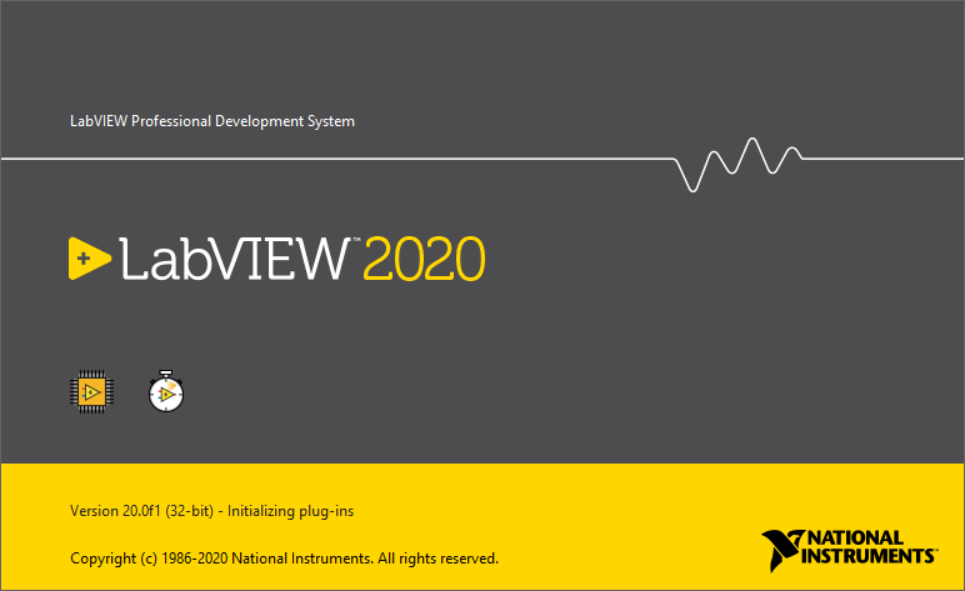 LabVIEW Professional Development System
LabVIEW™ 2020
Version 20.0f1 (32-bit) - Initializing plug-ins
Copyright (c) 1986-2020 National Instruments. All rights reserved.
NATIONAL
INSTRUMENTS™